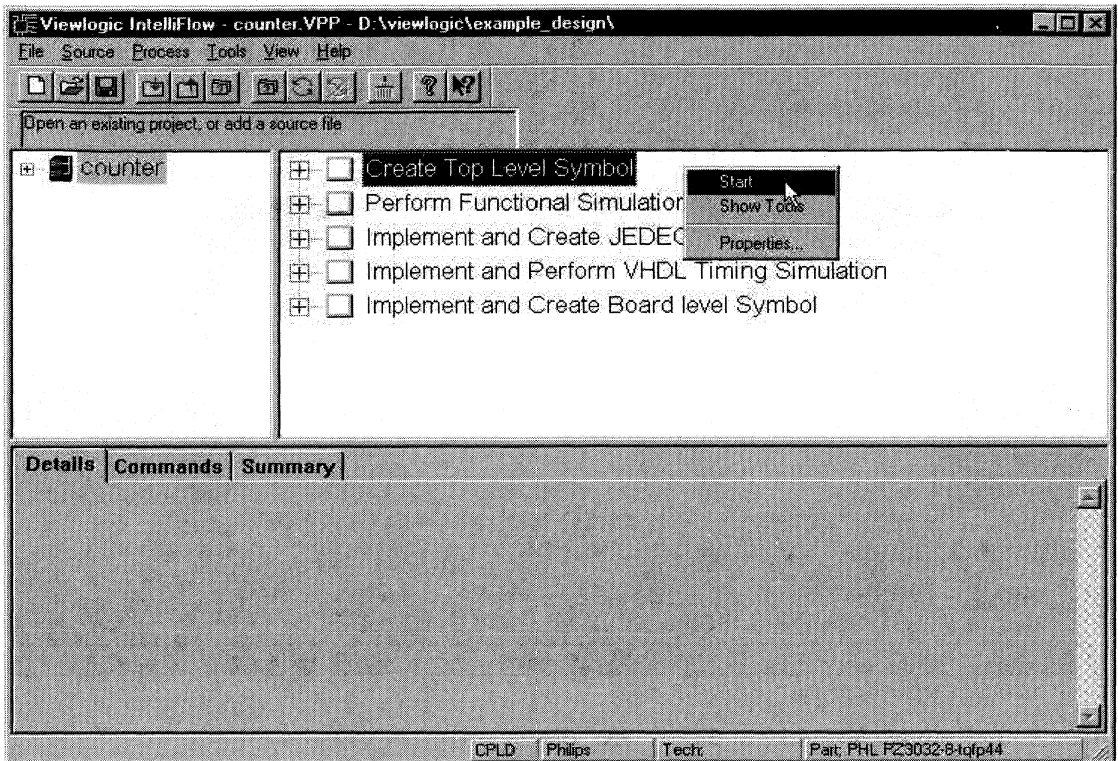 Viewlogic IntelliFlow - counter.VPP - D:\viewlogic\example_design\
File Source Process Tools View Help
Open an existing project, or add a source file
counter
Create Top Level Symbol
Start
Perform Functional Simulation
Show Tools
Implement and Create JEDEC
Properties...
Implement and Perform VHDL Timing Simulation
Implement and Create Board level Symbol
Details Commands Summary
CPLD Philips Tech: Part: PHL PZ3032-8-tqfp44